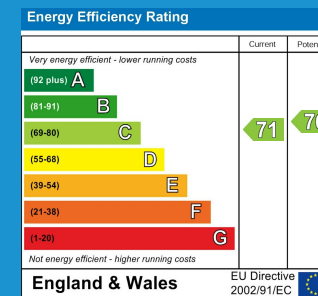 Energy Efficiency Rating
Current
Very energy efficient - lower running costs
(92 plus) A
(81-91) B
(69-80) C
71
(55-68) D
(39-54) E
(21-38) F
(1-20) G
Not energy efficient - higher running costs
England & Wales
EU Directive
2002/91/EC